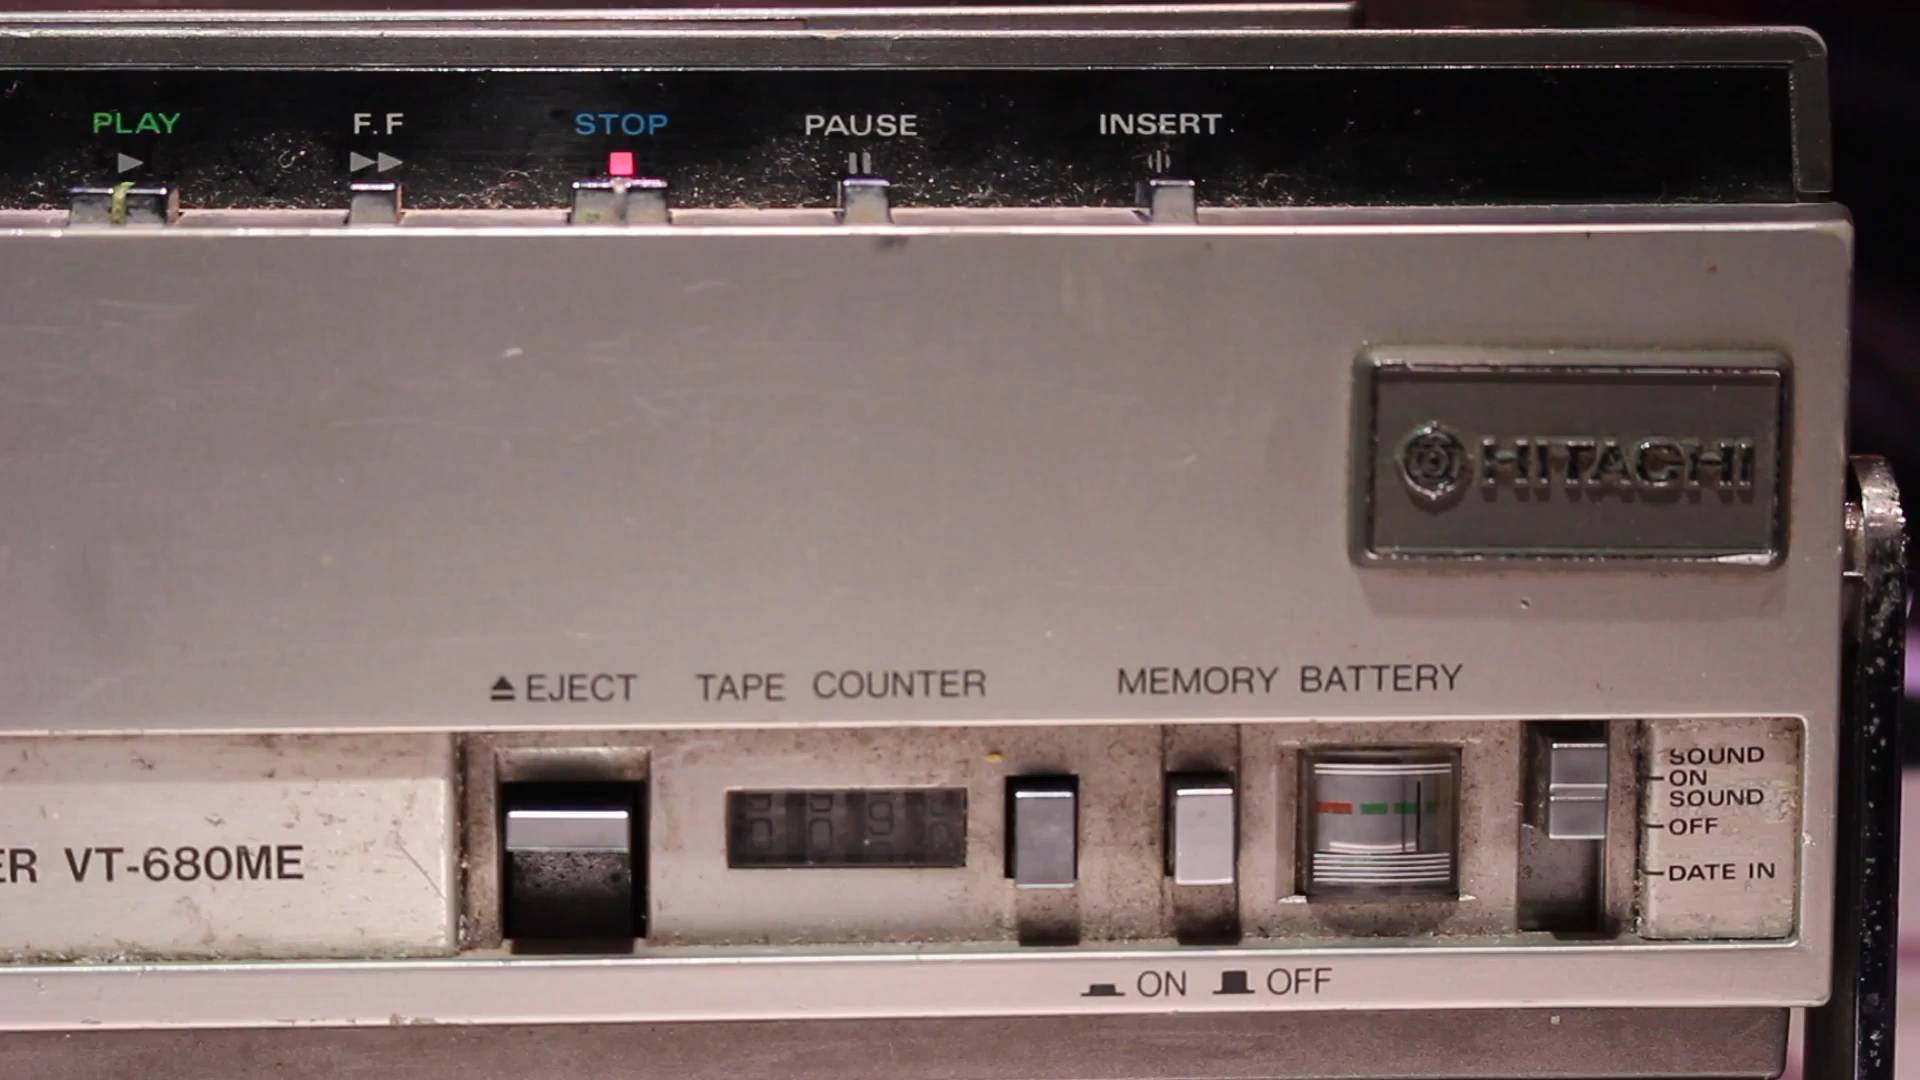 PLAY F.F STOP PAUSE INSERT
HITACHI
EJECT TAPE COUNTER MEMORY BATTERY
SOUND
ON
SOUND
OFF
DATE IN
ER VT-680ME
ON OFF